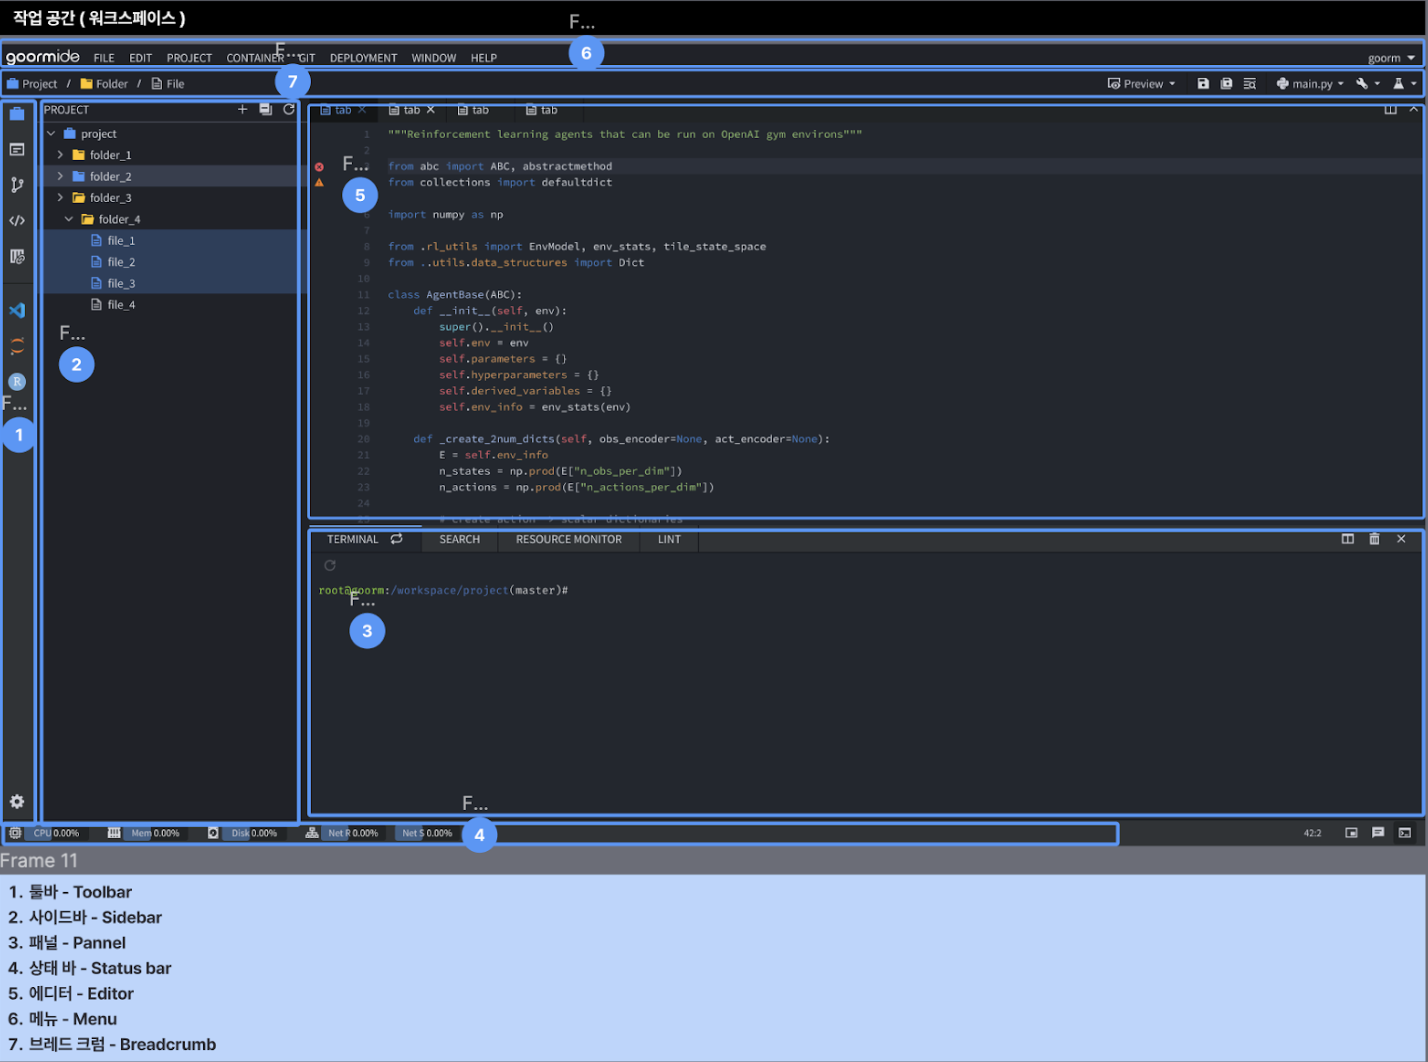 작업 공간 ( 워크스페이스 )
F...
F...
6
goormide FILE EDIT PROJECT CONTAINER GIT DEPLOYMENT WINDOW HELP goorm
7
Project / Folder / File Preview main.py
PROJECT
tab tab tab tab
project
folder_1
folder_2
folder_3
folder_4
file_1
file_2
file_3
file_4
F...
2
R
F...
1
1 """Reinforcement learning agents that can be run on OpenAI gym environs"""
2
F...
from abc import ABC, abstractmethod
from collections import defaultdict
5
6 import numpy as np
7
8 from .rl_utils import EnvModel, env_stats, tile_state_space
9 from ..utils.data_structures import Dict
10
11 class AgentBase(ABC):
12 def __init__(self, env):
13 super().__init__()
14 self.env = env
15 self.parameters = {}
16 self.hyperparameters = {}
17 self.derived_variables = {}
18 self.env_info = env_stats(env)
19
20 def _create_2num_dicts(self, obs_encoder=None, act_encoder=None):
21 E = self.env_info
22 n_states = np.prod(E["n_obs_per_dim"])
23 n_actions = np.prod(E["n_actions_per_dim"])
24
25 # create action -> scalar dictionaries
TERMINAL SEARCH RESOURCE MONITOR LINT
root@goorm:/workspace/project(master)#
F...
3
F...
4
CPU 0.00% Mem 0.00% Disk 0.00% Net R 0.00% Net S 0.00% 42:2
Frame 11
1. 툴바 - Toolbar
2. 사이드바 - Sidebar
3. 패널 - Pannel
4. 상태 바 - Status bar
5. 에디터 - Editor
6. 메뉴 - Menu
7. 브레드 크럼 - Breadcrumb